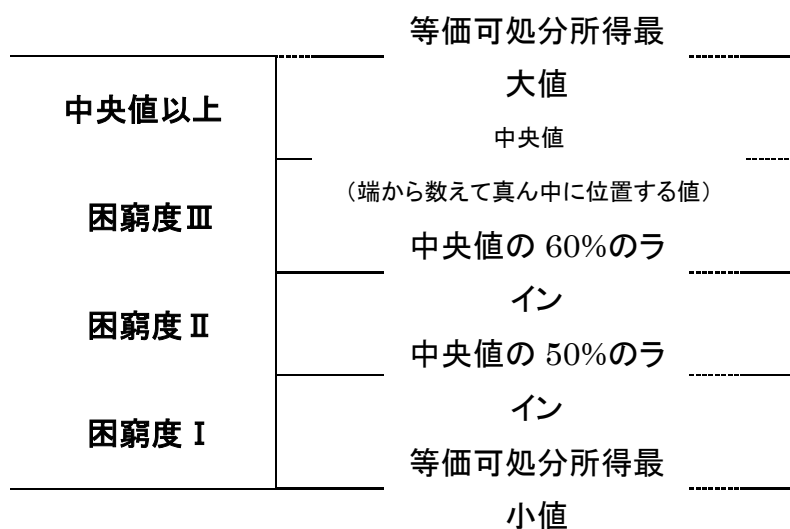 等価可処分所得最
大値
中央値以上
中央値
（端から数えて真ん中に位置する値）
困窮度Ⅲ
中央値の 60%のラ
イン
困窮度Ⅱ
中央値の 50%のラ
イン
困窮度Ⅰ
等価可処分所得最
小値